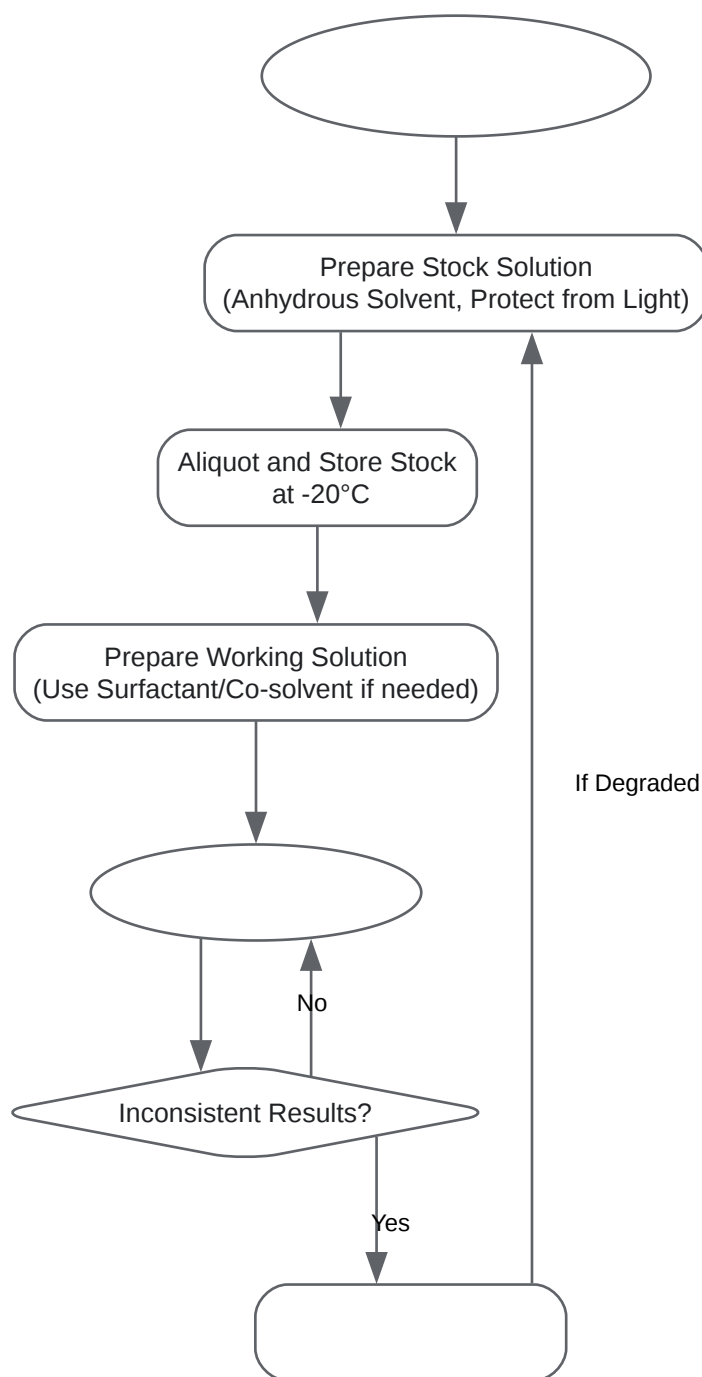 Prepare Stock Solution
(Anhydrous Solvent, Protect from Light)
Aliquot and Store Stock
at -20°C
Prepare Working Solution
(Use Surfactant/Co-solvent if needed)
If Degraded
No
Inconsistent Results?
Yes